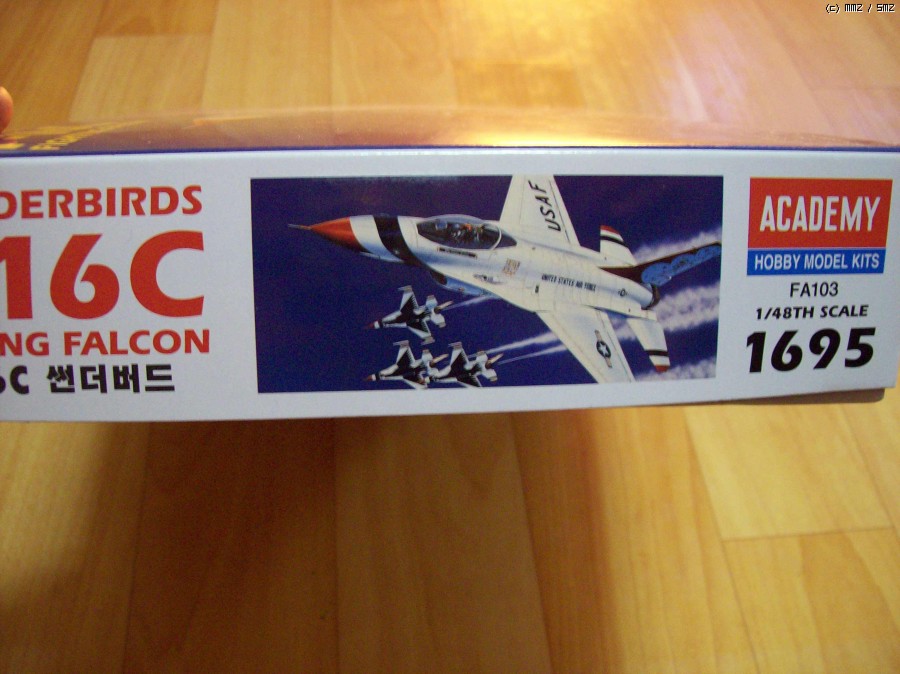 (c) MMZ / SMZ
DERBIRDS
16C
NG FALCON
6C 썬더버드
USAF
UNITED STATES AIR FORCE
ACADEMY
HOBBY MODEL KITS
FA103
1/48TH SCALE
1695